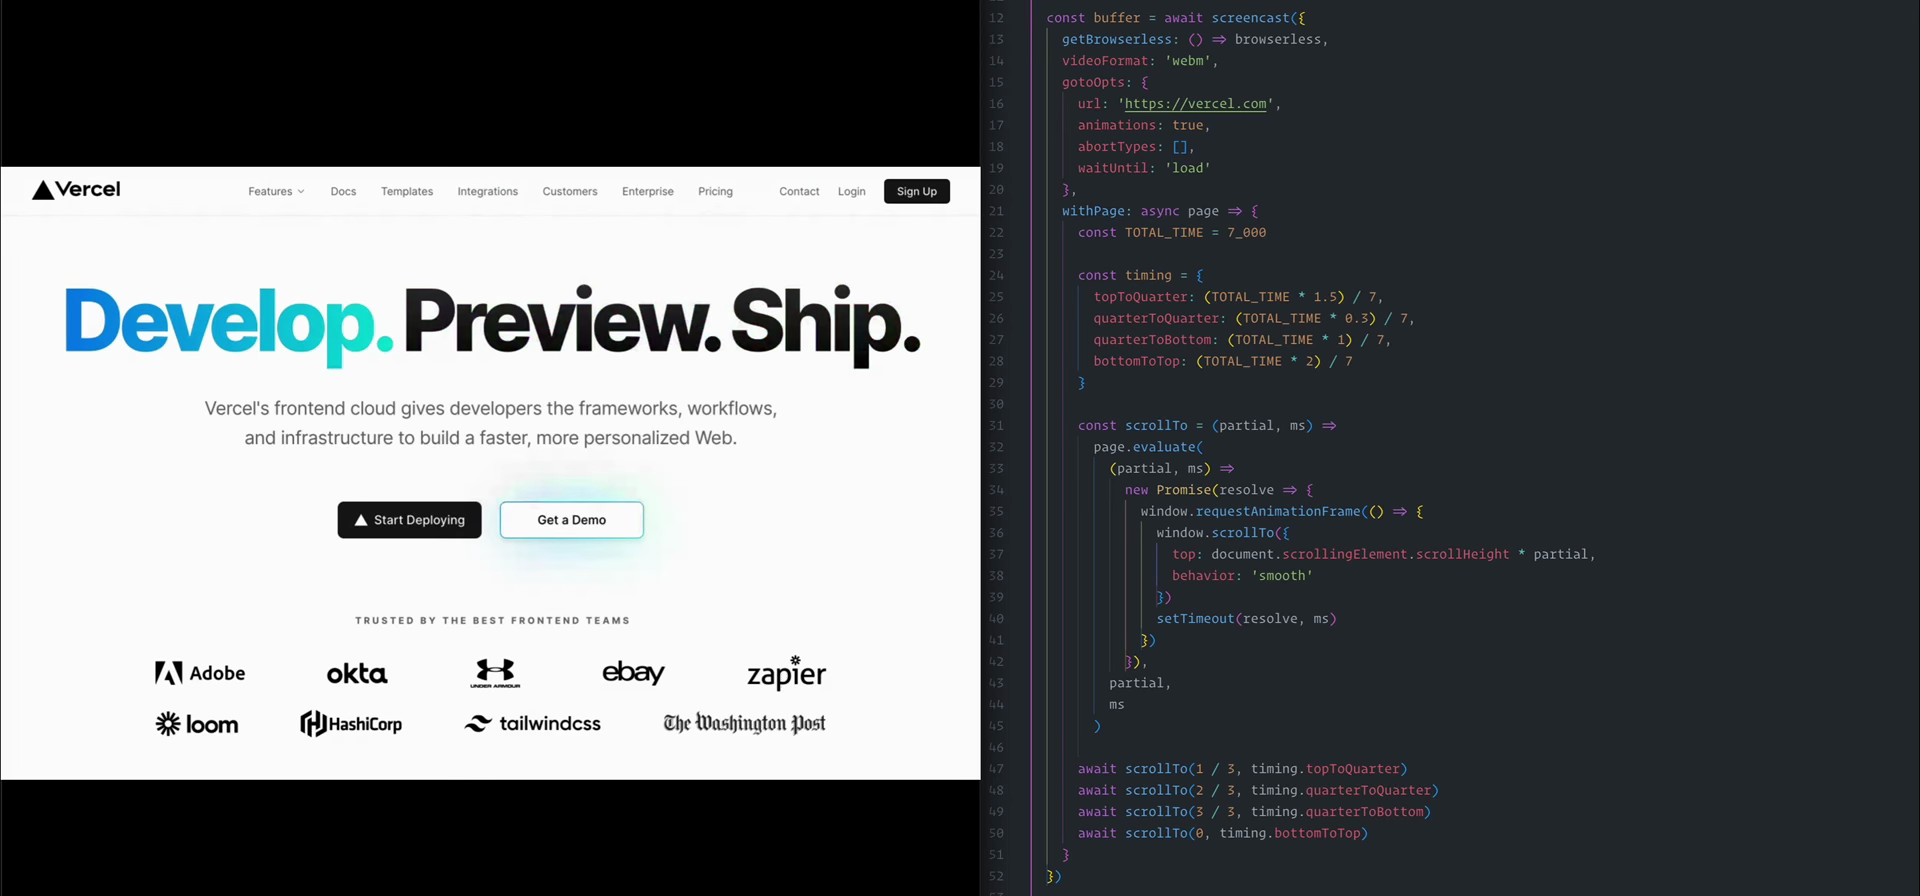 Vercel
Features Docs Templates Integrations Customers Enterprise Pricing Contact Login Sign Up
Develop. Preview. Ship.
Vercel's frontend cloud gives developers the frameworks, workflows,
and infrastructure to build a faster, more personalized Web.
Start Deploying Get a Demo
TRUSTED BY THE BEST FRONTEND TEAMS
Adobe okta UNDER ARMOUR ebay zapier
loom HashiCorp tailwindcss The Washington Post
12 const buffer = await screencast({
13 getBrowserless: () => browserless,
14 videoFormat: 'webm',
15 gotoOpts: {
16 url: 'https://vercel.com',
17 animations: true,
18 abortTypes: [],
19 waitUntil: 'load'
20 },
21 withPage: async page => {
22 const TOTAL_TIME = 7_000
23
24 const timing = {
25 topToQuarter: (TOTAL_TIME * 1.5) / 7,
26 quarterToQuarter: (TOTAL_TIME * 0.3) / 7,
27 quarterToBottom: (TOTAL_TIME * 1) / 7,
28 bottomToTop: (TOTAL_TIME * 2) / 7
29 }
30
31 const scrollTo = (partial, ms) =>
32 page.evaluate(
33 (partial, ms) =>
34 new Promise(resolve => {
35 window.requestAnimationFrame(() => {
36 window.scrollTo({
37 top: document.scrollingElement.scrollHeight * partial,
38 behavior: 'smooth'
39 })
40 setTimeout(resolve, ms)
41 })
42 }),
43 partial,
44 ms
45 )
46
47 await scrollTo(1 / 3, timing.topToQuarter)
48 await scrollTo(2 / 3, timing.quarterToQuarter)
49 await scrollTo(3 / 3, timing.quarterToBottom)
50 await scrollTo(0, timing.bottomToTop)
51 }
52 })